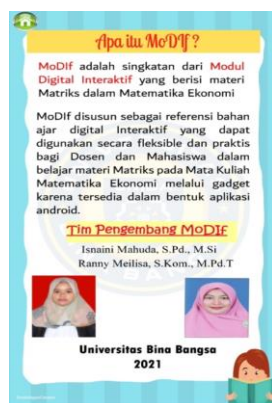 Apa itu MoDIf ?
MoDIf adalah singkatan dari Modul
Digital Interaktif yang berisi materi
Matriks dalam Matematika Ekonomi
MoDIf disusun sebagai referensi bahan
ajar digital Interaktif yang dapat
digunakan secara fleksible dan praktis
bagi Dosen dan Mahasiswa dalam
belajar materi Matriks pada Mata Kuliah
Matematika Ekonomi melalui gadget
karena tersedia dalam bentuk aplikasi
android.
Tim Pengembang MoDIf
Isnaini Mahuda, S.Pd., M.Si
Ranny Meilisa, S.Kom., M.Pd.T
Universitas Bina Bangsa
2021